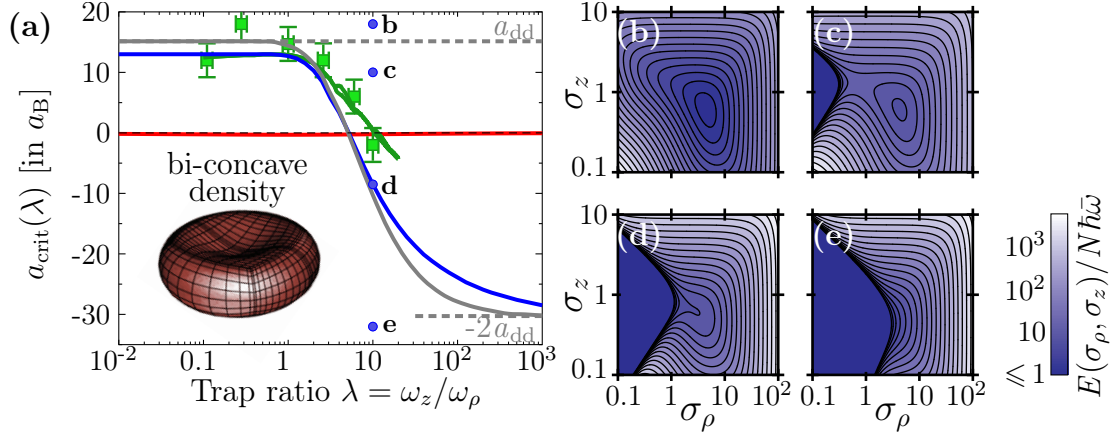 (a)
20
10
0
-10
-20
-30
a_crit(λ) [in a_B]
10^-2 0.1 1 10 10^2 10^3
Trap ratio λ = ω_z/ω_ρ
a_dd
b
c
d
e
-2a_dd
bi-concave
density
(b)
10
1
0.1
σ_z
(c)
(d)
10
1
0.1
σ_z
0.1 1 10 10^2
σ_ρ
(e)
0.1 1 10 10^2
σ_ρ
10^3
10^2
10
≪ 1
E(σ_ρ, σ_z)/Nℏω̄